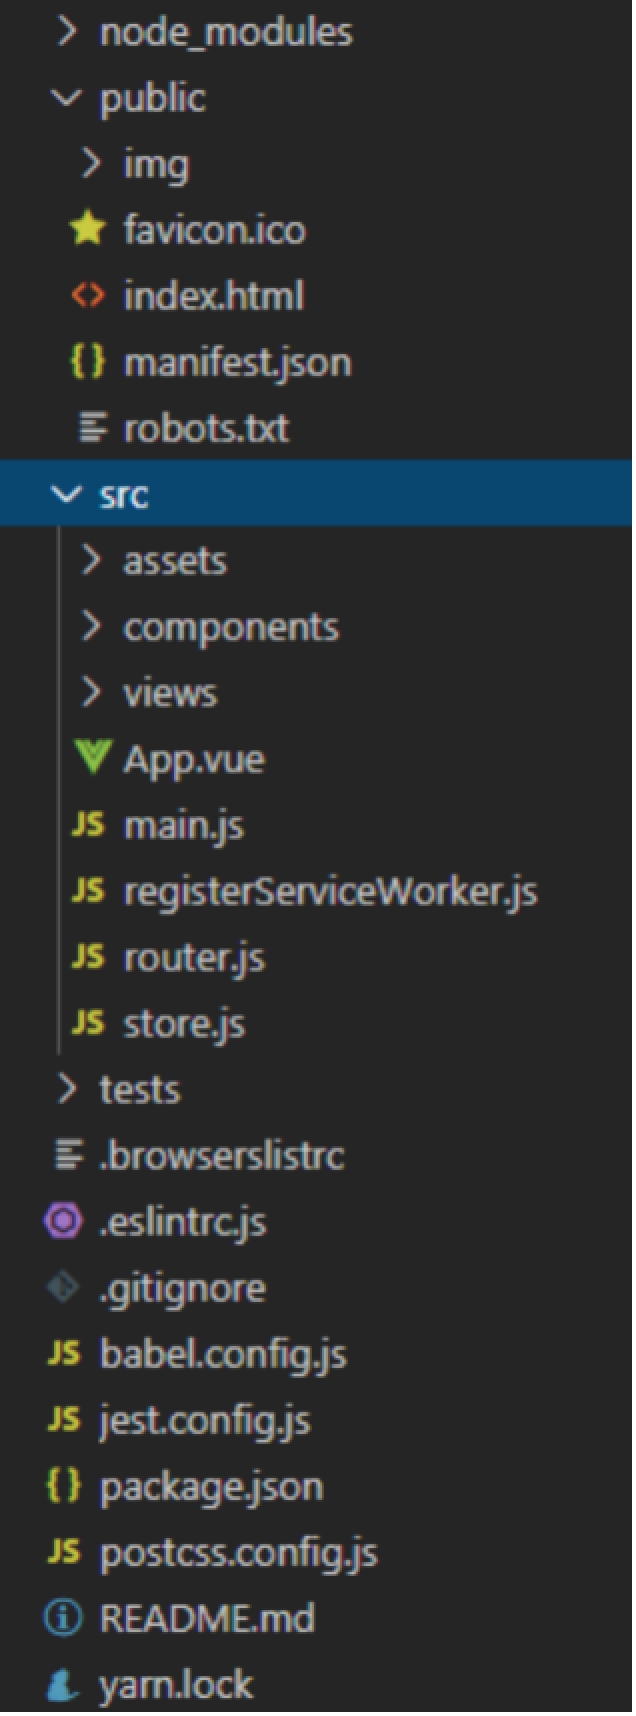 node_modules
public
img
favicon.ico
index.html
manifest.json
robots.txt
src
assets
components
views
App.vue
JS main.js
JS registerServiceWorker.js
JS router.js
JS store.js
tests
.browserslistrc
.eslintrc.js
.gitignore
JS babel.config.js
JS jest.config.js
{} package.json
JS postcss.config.js
README.md
yarn.lock